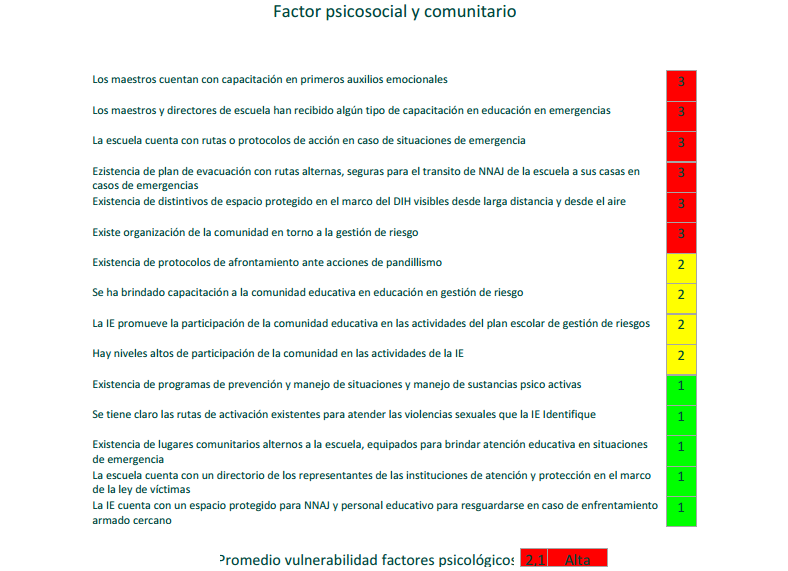 Factor psicosocial y comunitario
Los maestros cuentan con capacitación en primeros auxilios emocionales 3
Los maestros y directores de escuela han recibido algún tipo de capacitación en educación en emergencias 3
La escuela cuenta con rutas o protocolos de acción en caso de situaciones de emergencia 3
Ezistencia de plan de evacuación con rutas alternas, seguras para el transito de NNAJ de la escuela a sus casas en 3
casos de emergencias
Existencia de distintivos de espacio protegido en el marco del DIH visibles desde larga distancia y desde el aire 3
Existe organización de la comunidad en torno a la gestión de riesgo 3
Existencia de protocolos de afrontamiento ante acciones de pandillismo 2
Se ha brindado capacitación a la comunidad educativa en educación en gestión de riesgo 2
La IE promueve la participación de la comunidad educativa en las actividades del plan escolar de gestión de riesgos 2
Hay niveles altos de participación de la comunidad en las actividades de la IE 2
Existencia de programas de prevención y manejo de situaciones y manejo de sustancias psico activas 1
Se tiene claro las rutas de activación existentes para atender las violencias sexuales que la IE Identifique 1
Existencia de lugares comunitarios alternos a la escuela, equipados para brindar atención educativa en situaciones 1
de emergencia
La escuela cuenta con un directorio de los representantes de las instituciones de atención y protección en el marco 1
de la ley de víctimas
La IE cuenta con un espacio protegido para NNAJ y personal educativo para resguardarse en caso de enfrentamiento 1
armado cercano
Promedio vulnerabilidad factores psicológicos 2.1 Alta